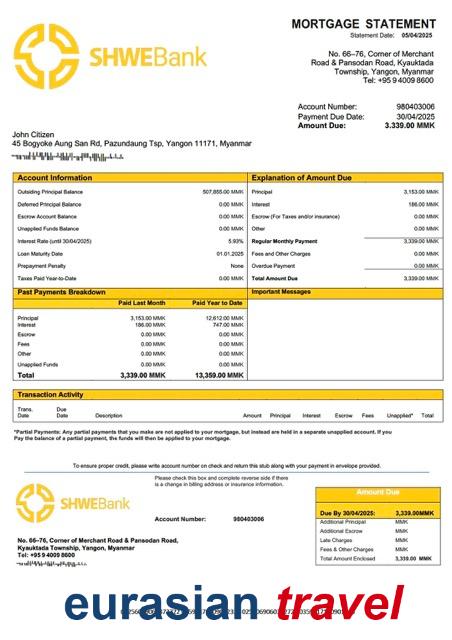 MORTGAGE STATEMENT
Statement Date: 05/04/2025
SHWEBank
No. 66–76, Corner of Merchant
Road & Pansodan Road, Kyauktada
Township, Yangon, Myanmar
Tel: +95 9 4009 8600
Account Number: 980403006
Payment Due Date: 30/04/2025
Amount Due: 3.339.00 MMK
John Citizen
45 Bogyoke Aung San Rd, Pazundaung Tsp, Yangon 11171, Myanmar
Account Information
Outsiding Principal Balance 507,855.00 MMK
Deferred Principal Balance 0.00 MMK
Escrow Account Balance 0.00 MMK
Unapplied Funds Balance 0.00 MMK
Interest Rate (until 30/04/2025) 5.93%
Loan Maturity Date 01.01.2025
Prepayment Penalty None
Taxes Paid Year-to-Date 0.00 MMK
Explanation of Amount Due
Principal 3,153.00 MMK
Interest 186.00 MMK
Escrow (For Taxes and/or insurance) 0.00 MMK
Other 0.00 MMK
Regular Monthly Payment 3,339.00 MMK
Fees and Other Charges 0.00 MMK
Overdue Payment 0.00 MMK
Total Amount Due 3,339.00 MMK
Past Payments Breakdown
Paid Last Month Paid Year to Date
Principal 3,153.00 MMK 12,612.00 MMK
Interest 186.00 MMK 747.00 MMK
Escrow 0.00 MMK 0.00 MMK
Fees 0.00 MMK 0.00 MMK
Other 0.00 MMK 0.00 MMK
Unapplied Funds 0.00 MMK 0.00 MMK
Total 3,339.00 MMK 13,359.00 MMK
Important Messages
Transaction Activity
Trans. Date Due Date Description Amount Principal Interest Escrow Fees Unapplied* Total
*Partial Payments: Any partial payments that you make are not applied to your mortgage, but instead are held in a separate unapplied account. If you
Pay the balance of a partial payment, the funds will then be applied to your mortgage.
To ensure proper credit, please write account number on check and return this stub along with your payment in envelope provided.
Please check this box and complete reverse side if there
is a change in billing address or insurance information.
SHWEBank
Account Number: 980403006
No. 66–76, Corner of Merchant Road & Pansodan Road,
Kyauktada Township, Yangon, Myanmar
Tel: +95 9 4009 8600
Amount Due
Due By 30/04/2025: 3,339.00MMK
Additional Principal MMK
Additional Escrow MMK
Late Charges MMK
Fees & Other Charges MMK
Total Amount Enclosed 3,339.00 MMK
eurasian travel